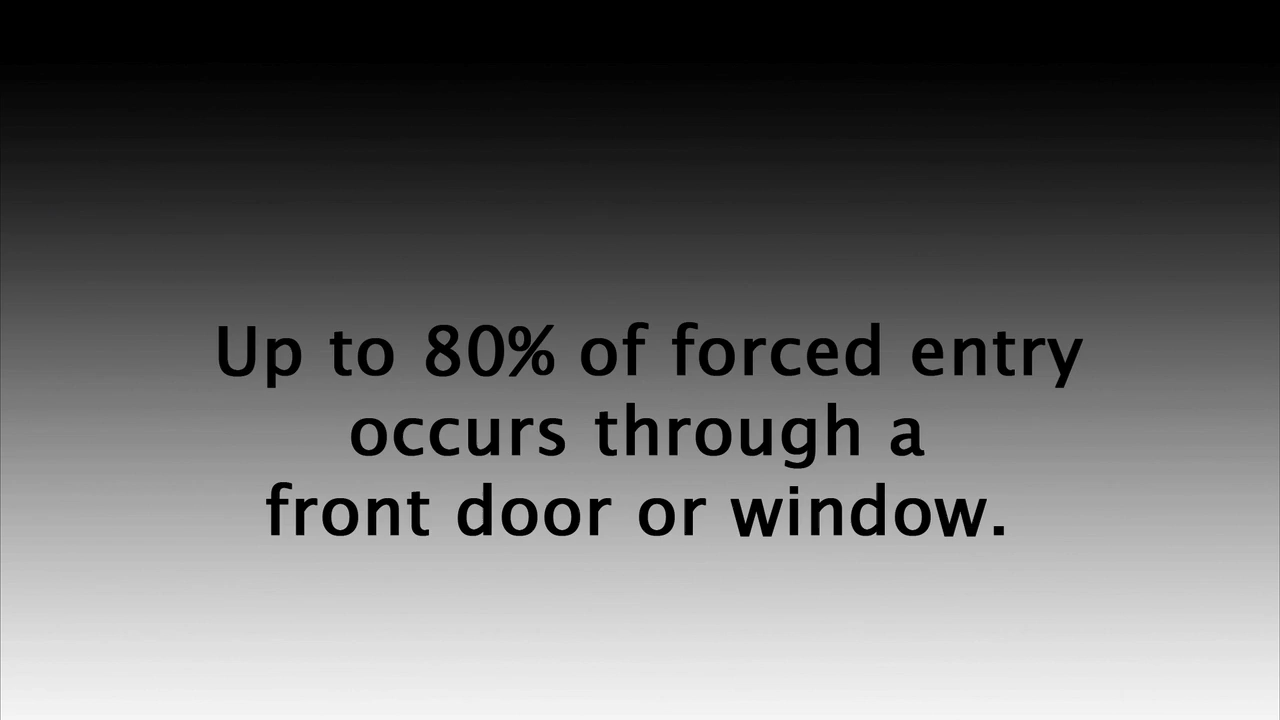 Up to 80% of forced entry
occurs through a
front door or window.